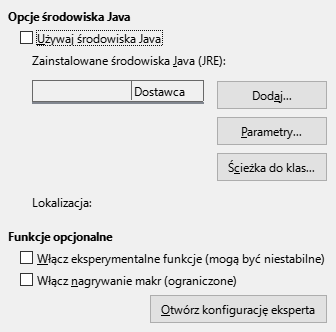 Opcje środowiska Java
Używaj środowiska Java
Zainstalowane środowiska Java (JRE):
Dostawca
Dodaj...
Parametry...
Ścieżka do klas...
Lokalizacja:
Funkcje opcjonalne
Włącz eksperymentalne funkcje (mogą być niestabilne)
Włącz nagrywanie makr (ograniczone)
Otwórz konfigurację eksperta